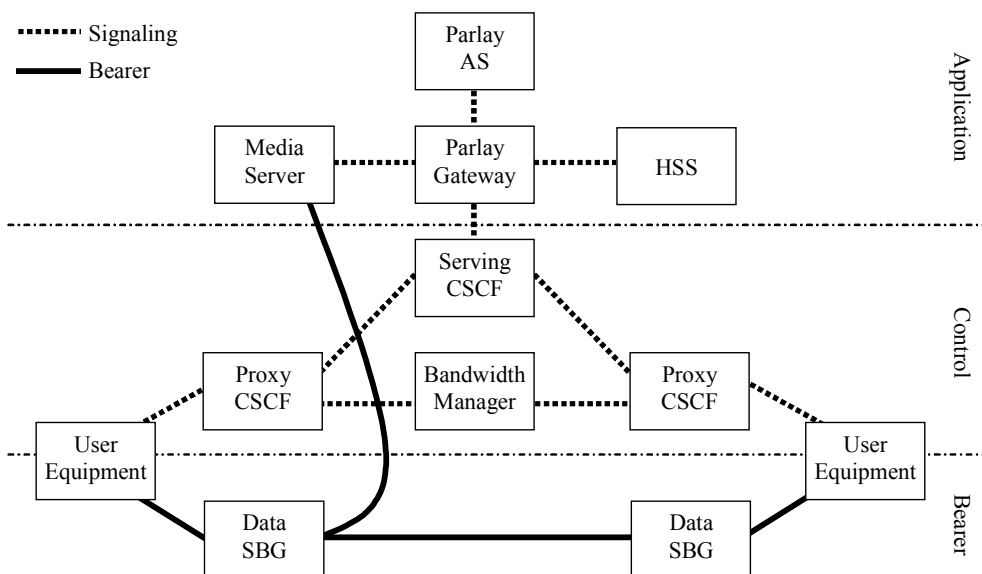 Signaling
Bearer
Parlay
AS
Application
Media
Server
Parlay
Gateway
HSS
Serving
CSCF
Control
Proxy
CSCF
Bandwidth
Manager
Proxy
CSCF
User
Equipment
User
Equipment
Bearer
Data
SBG
Data
SBG